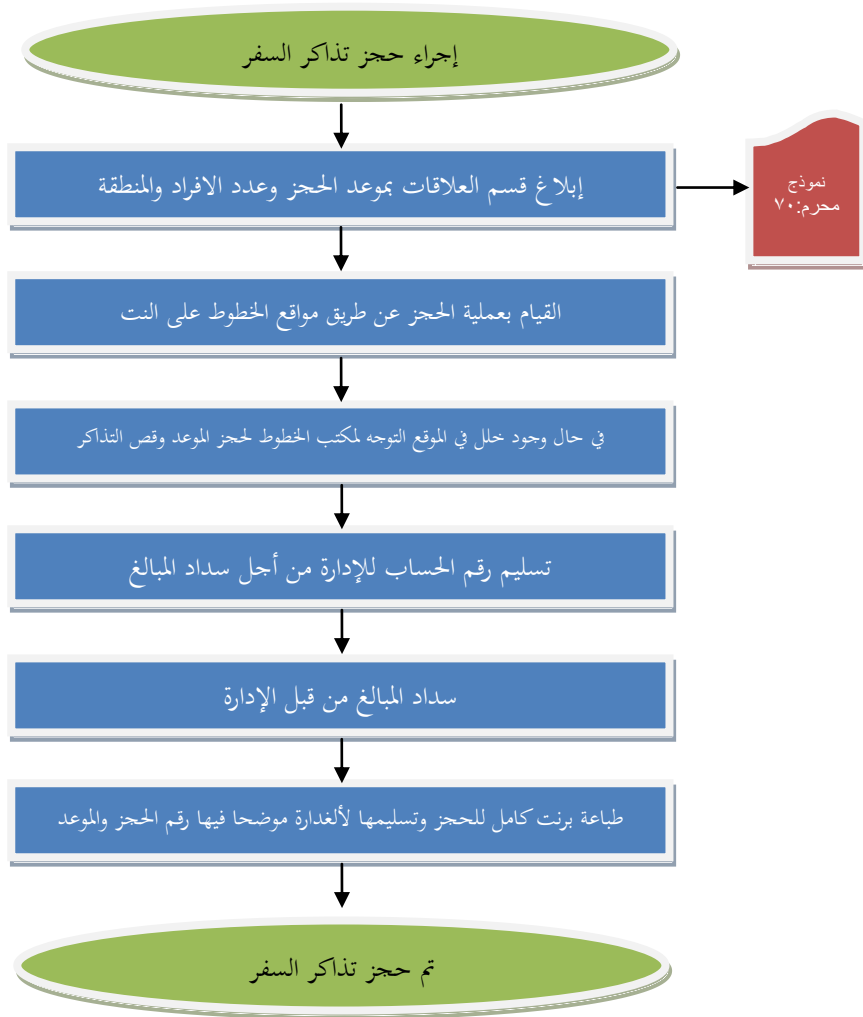 إجراء حجز تذاكر السفر
إبلاغ قسم العلاقات بموعد الحجز وعدد الافراد والمنطقة
نموذج
محرم:٧٠
القيام بعملية الحجز عن طريق مواقع الخطوط على النت
في حال وجود خلل في الموقع التوجه لمكتب الخطوط لحجز الموعد وقص التذاكر
تسليم رقم الحساب للإدارة من أجل سداد المبالغ
سداد المبالغ من قبل الإدارة
طباعة برنت كامل للحجز وتسليمها لألغدارة موضحا فيها رقم الحجز والموعد
تم حجز تذاكر السفر